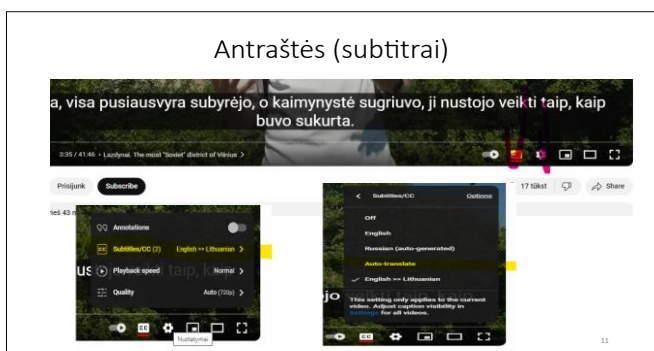 Antraštės (subtitrai)
a, visa pusiausvyra subyrėjo, o kaimynystė sugriuvo, ji nustojo veikti taip, kaip
buvo sukurta.
3:35 / 41:46 • Lazdynai. The most "Soviet" district of Vilnius >
Prisijunk
Subscribe
17 tūkst
Share
Annotations
Subtitles/CC (2) English >> Lithuanian >
Playback speed Normal >
Quality Auto (720p) >
CC
Nustatymai
< Subtitles/CC Options
Off
English
Russian (auto-generated)
Auto-translate
✓ English >> Lithuanian
This setting only applies to the current
video. Adjust caption visibility in
Settings for all videos.
11